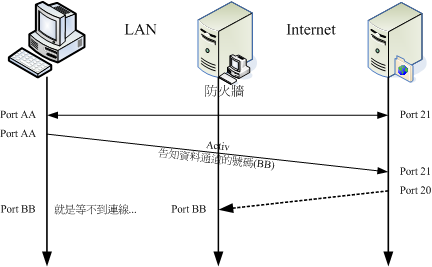 LAN
Internet
防火牆
Port AA
Port 21
Port AA
Activ
告知資料通道的號碼(BB)
Port 21
Port 20
Port BB
就是等不到連線...
Port BB